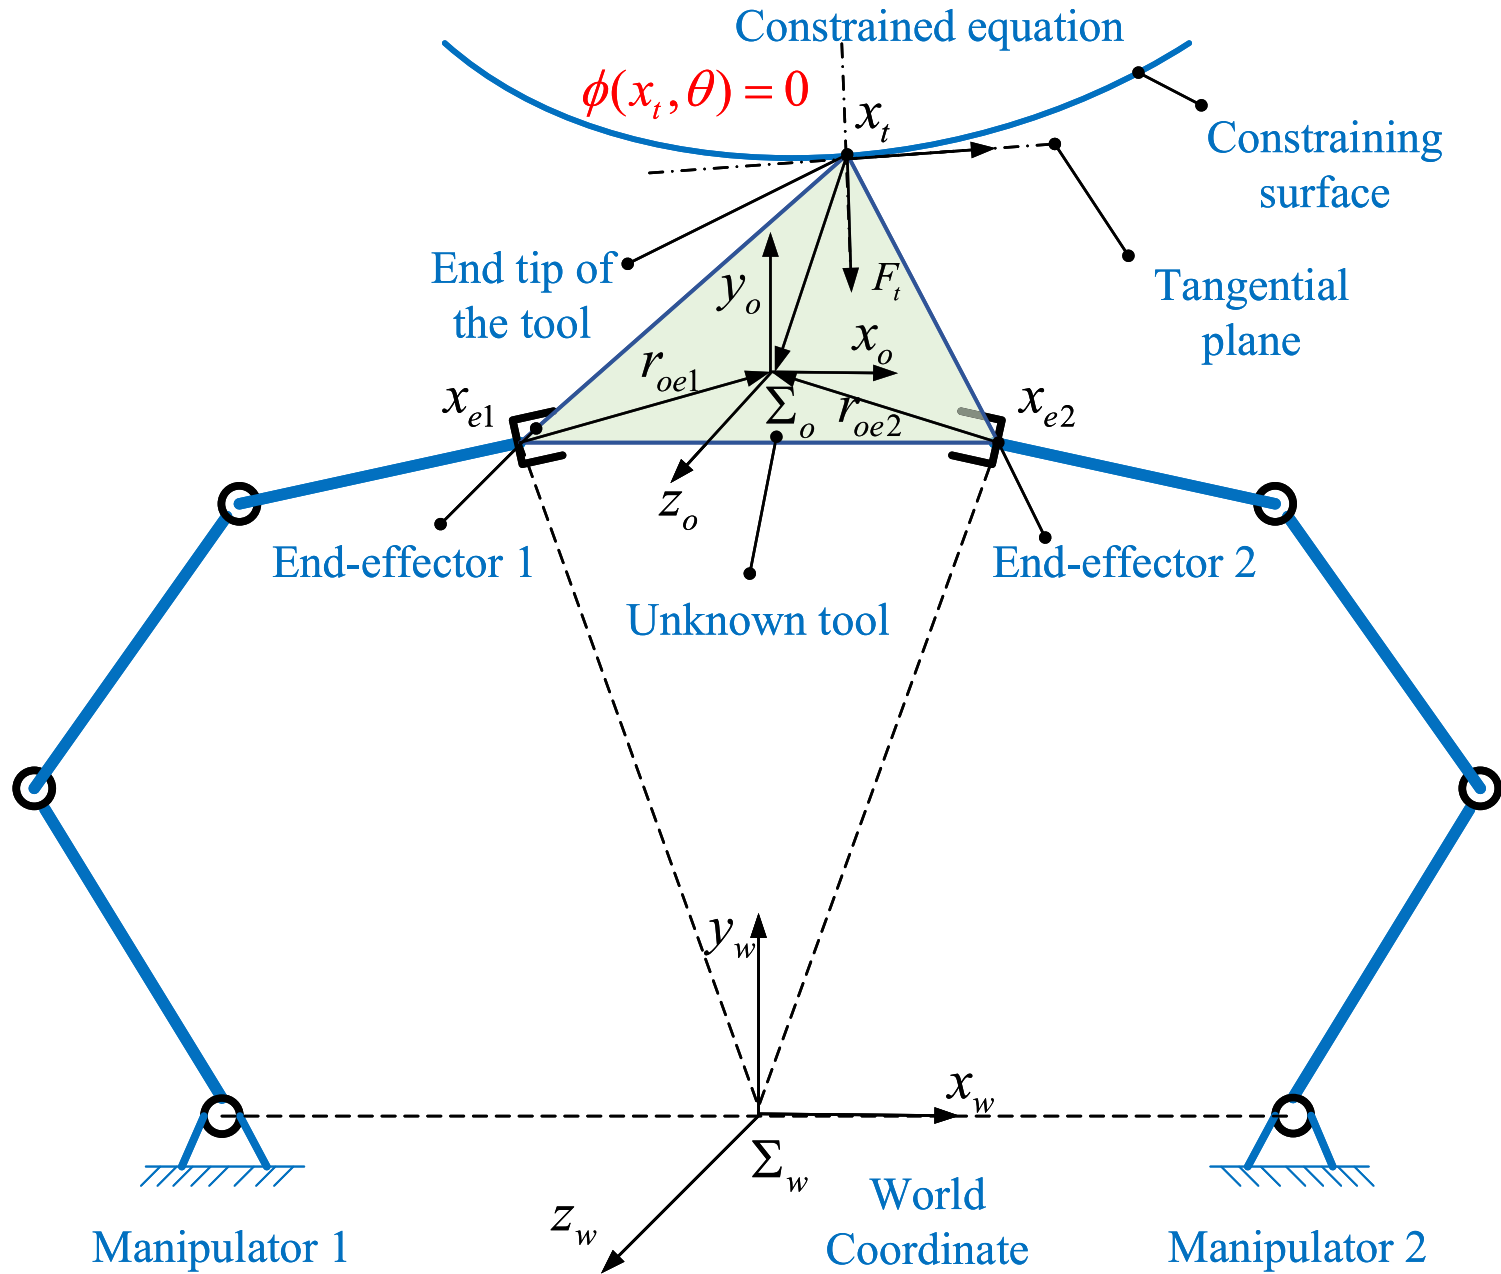 Constrained equation
ϕ(x_t, θ) = 0
x_t
Constraining
surface
End tip of
the tool
y_o
F_t
Tangential
plane
x_o
r_oe1
x_e1
Σ_o
r_oe2
x_e2
z_o
End-effector 1
End-effector 2
Unknown tool
y_w
x_w
Σ_w
z_w
World
Coordinate
Manipulator 1
Manipulator 2